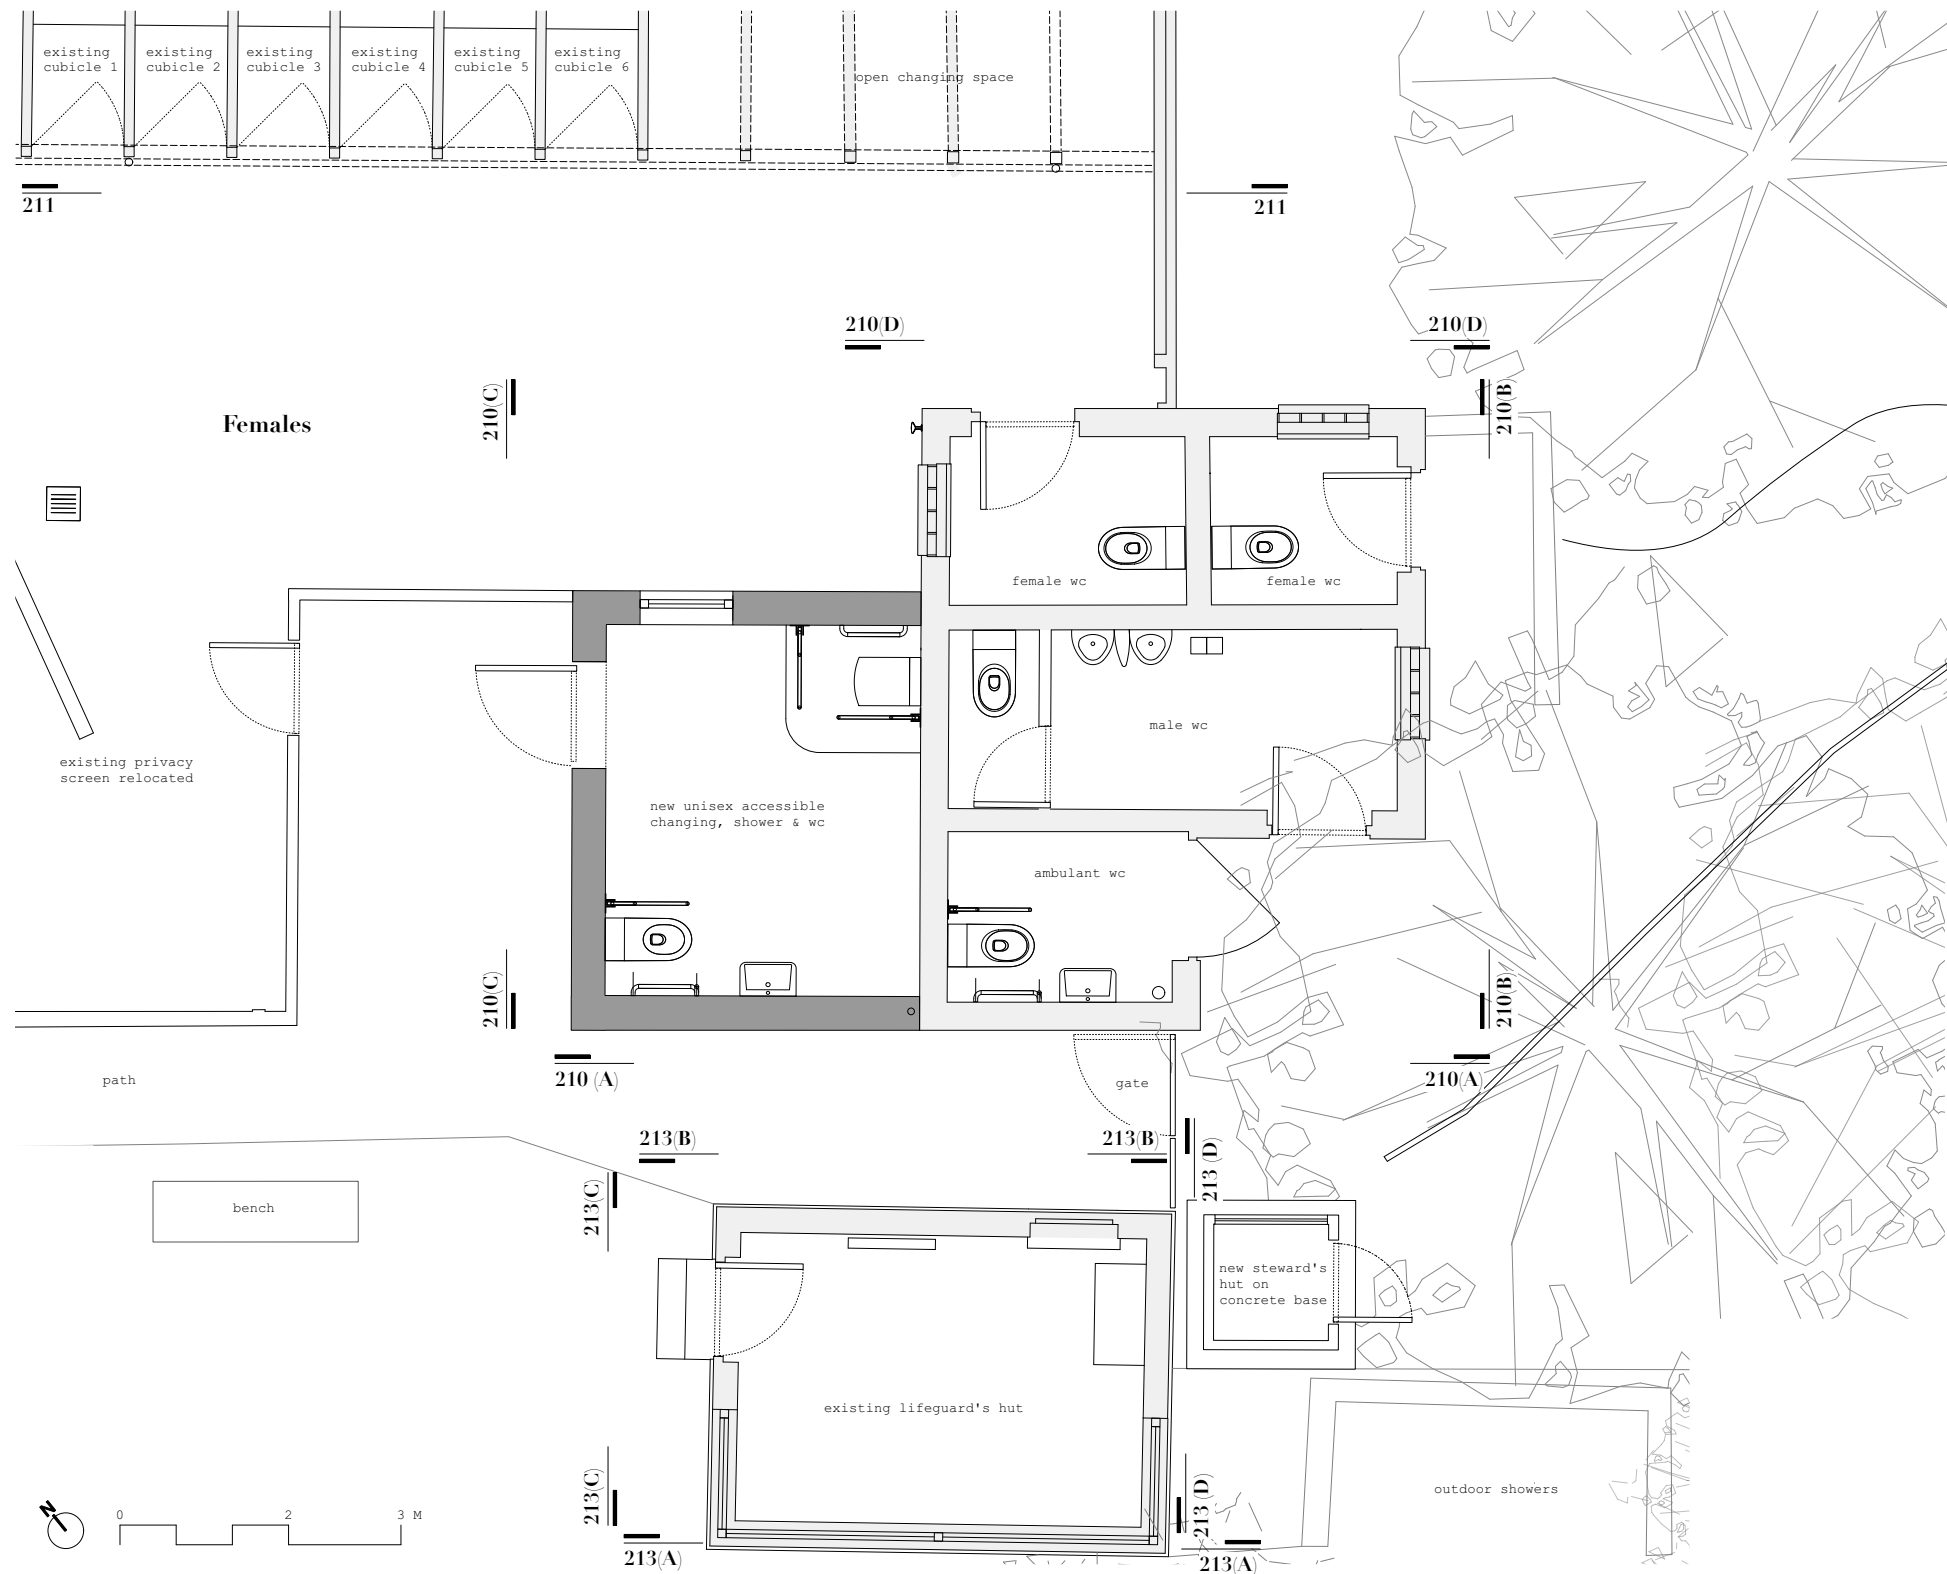 existing
cubicle 1
existing
cubicle 2
existing
cubicle 3
existing
cubicle 4
existing
cubicle 5
existing
cubicle 6
open changing space
211
211
210(D)
210(D)
210(C)
210(B)
Females
female wc
female wc
male wc
existing privacy
screen relocated
new unisex accessible
changing, shower & wc
ambulant wc
210(C)
210(B)
210 (A)
210(A)
path
gate
213(B)
213(B)
213(C)
213 (D)
bench
new steward's
hut on
concrete base
existing lifeguard's hut
213(C)
213 (D)
outdoor showers
N
0
2
3 M
213(A)
213(A)